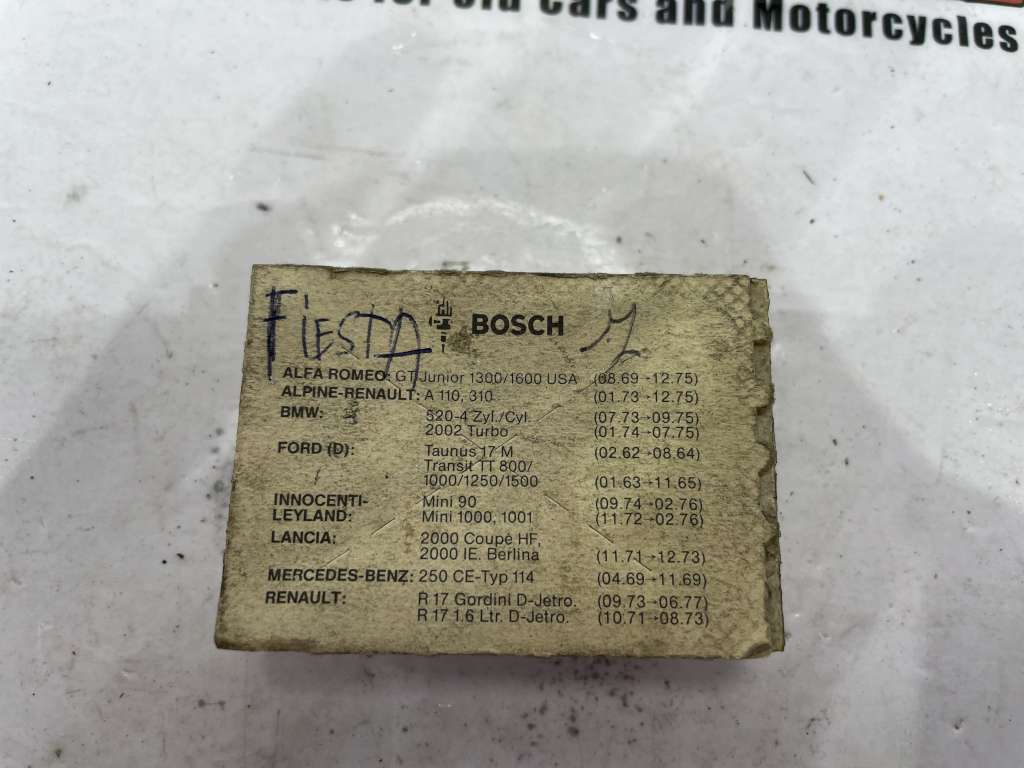 for old Cars and Motorcycles
FIESTA
BOSCH
ALFA ROMEO: GT Junior 1300/1600 USA (08.69→12.75)
ALPINE-RENAULT: A 110, 310 (01.73→12.75)
BMW: 520-4 Zyl./Cyl. (07.73→09.75)
2002 Turbo (01.74→07.75)
FORD (D): Taunus 17 M (02.62→08.64)
Transit TT 800/
1000/1250/1500 (01.63→11.65)
INNOCENTI- Mini 90 (09.74→02.76)
LEYLAND: Mini 1000, 1001 (11.72→02.76)
LANCIA: 2000 Coupé HF,
2000 IE. Berlina (11.71→12.73)
MERCEDES-BENZ: 250 CE-Typ 114 (04.69→11.69)
RENAULT: R 17 Gordini D-Jetro. (09.73→06.77)
R 17 1.6 Ltr. D-Jetro. (10.71→08.73)